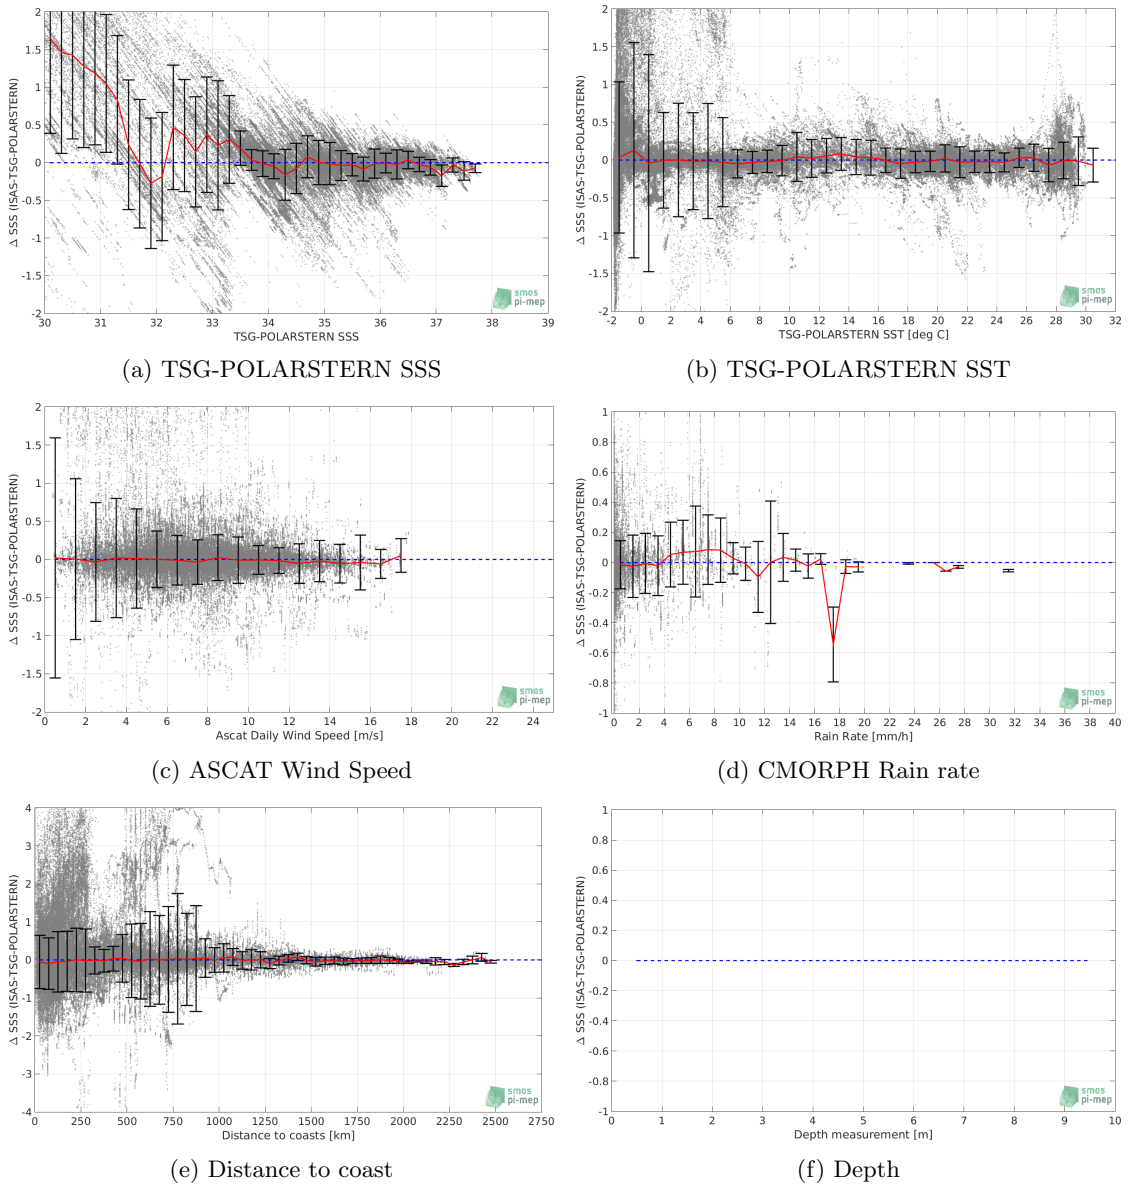 2
1.5
1
0.5
0
-0.5
-1
-1.5
-2
Δ SSS (ISAS-TSG-POLARSTERN)
30 31 32 33 34 35 36 37 38 39
TSG-POLARSTERN SSS
smos
pi-mep
(a) TSG-POLARSTERN SSS
2
1.5
1
0.5
0
-0.5
-1
-1.5
-2
Δ SSS (ISAS-TSG-POLARSTERN)
-2 0 2 4 6 8 10 12 14 16 18 20 22 24 26 28 30 32
TSG-POLARSTERN SST [deg C]
smos
pi-mep
(b) TSG-POLARSTERN SST
2
1.5
1
0.5
0
-0.5
-1
-1.5
-2
Δ SSS (ISAS-TSG-POLARSTERN)
0 2 4 6 8 10 12 14 16 18 20 22 24
Ascat Daily Wind Speed [m/s]
smos
pi-mep
(c) ASCAT Wind Speed
1
0.8
0.6
0.4
0.2
0
-0.2
-0.4
-0.6
-0.8
-1
Δ SSS (ISAS-TSG-POLARSTERN)
0 2 4 6 8 10 12 14 16 18 20 22 24 26 28 30 32 34 36 38 40
Rain Rate [mm/h]
smos
pi-mep
(d) CMORPH Rain rate
4
3
2
1
0
-1
-2
-3
-4
Δ SSS (ISAS-TSG-POLARSTERN)
0 250 500 750 1000 1250 1500 1750 2000 2250 2500 2750
Distance to coasts [km]
smos
pi-mep
(e) Distance to coast
1
0.8
0.6
0.4
0.2
0
-0.2
-0.4
-0.6
-0.8
-1
Δ SSS (ISAS-TSG-POLARSTERN)
0 1 2 3 4 5 6 7 8 9 10
Depth measurement [m]
smos
pi-mep
(f) Depth